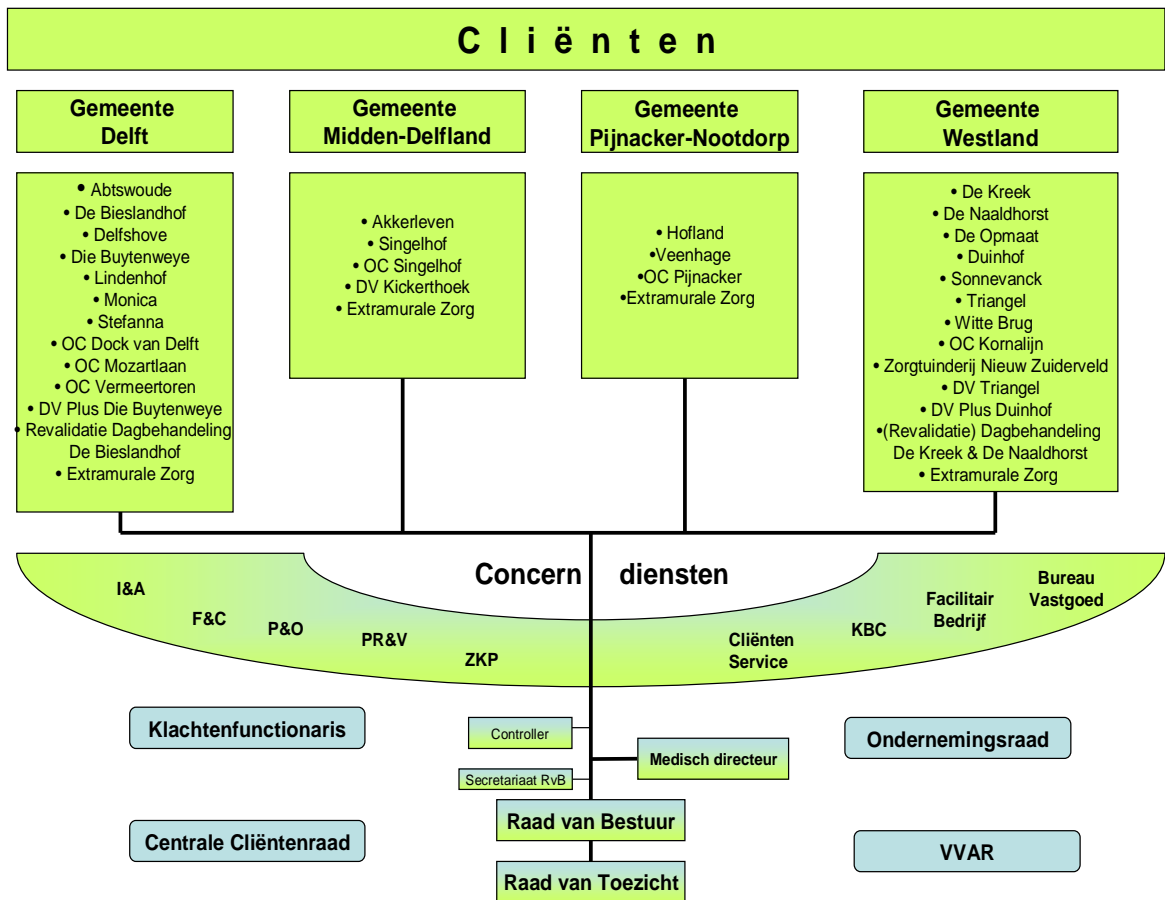 Cliënten
Gemeente
Delft
• Abtswoude
• De Bieslandhof
• Delfshove
• Die Buytenweye
• Lindenhof
• Monica
• Stefanna
• OC Dock van Delft
• OC Mozartlaan
• OC Vermeertoren
• DV Plus Die Buytenweye
• Revalidatie Dagbehandeling
De Bieslandhof
• Extramurale Zorg
Gemeente
Midden-Delfland
• Akkerleven
• Singelhof
• OC Singelhof
• DV Kickerthoek
• Extramurale Zorg
Gemeente
Pijnacker-Nootdorp
• Hofland
•Veenhage
•OC Pijnacker
•Extramurale Zorg
Gemeente
Westland
• De Kreek
• De Naaldhorst
• De Opmaat
• Duinhof
• Sonnevanck
• Triangel
• Witte Brug
• OC Kornalijn
• Zorgtuinderij Nieuw Zuiderveld
• DV Triangel
• DV Plus Duinhof
•(Revalidatie) Dagbehandeling
De Kreek & De Naaldhorst
• Extramurale Zorg
Concern diensten
I&A
F&C
P&O
PR&V
ZKP
Cliënten
Service
KBC
Facilitair
Bedrijf
Bureau
Vastgoed
Klachtenfunctionaris
Controller
Ondernemingsraad
Medisch directeur
Secretariaat RvB
Raad van Bestuur
Centrale Cliëntenraad
VVAR
Raad van Toezicht